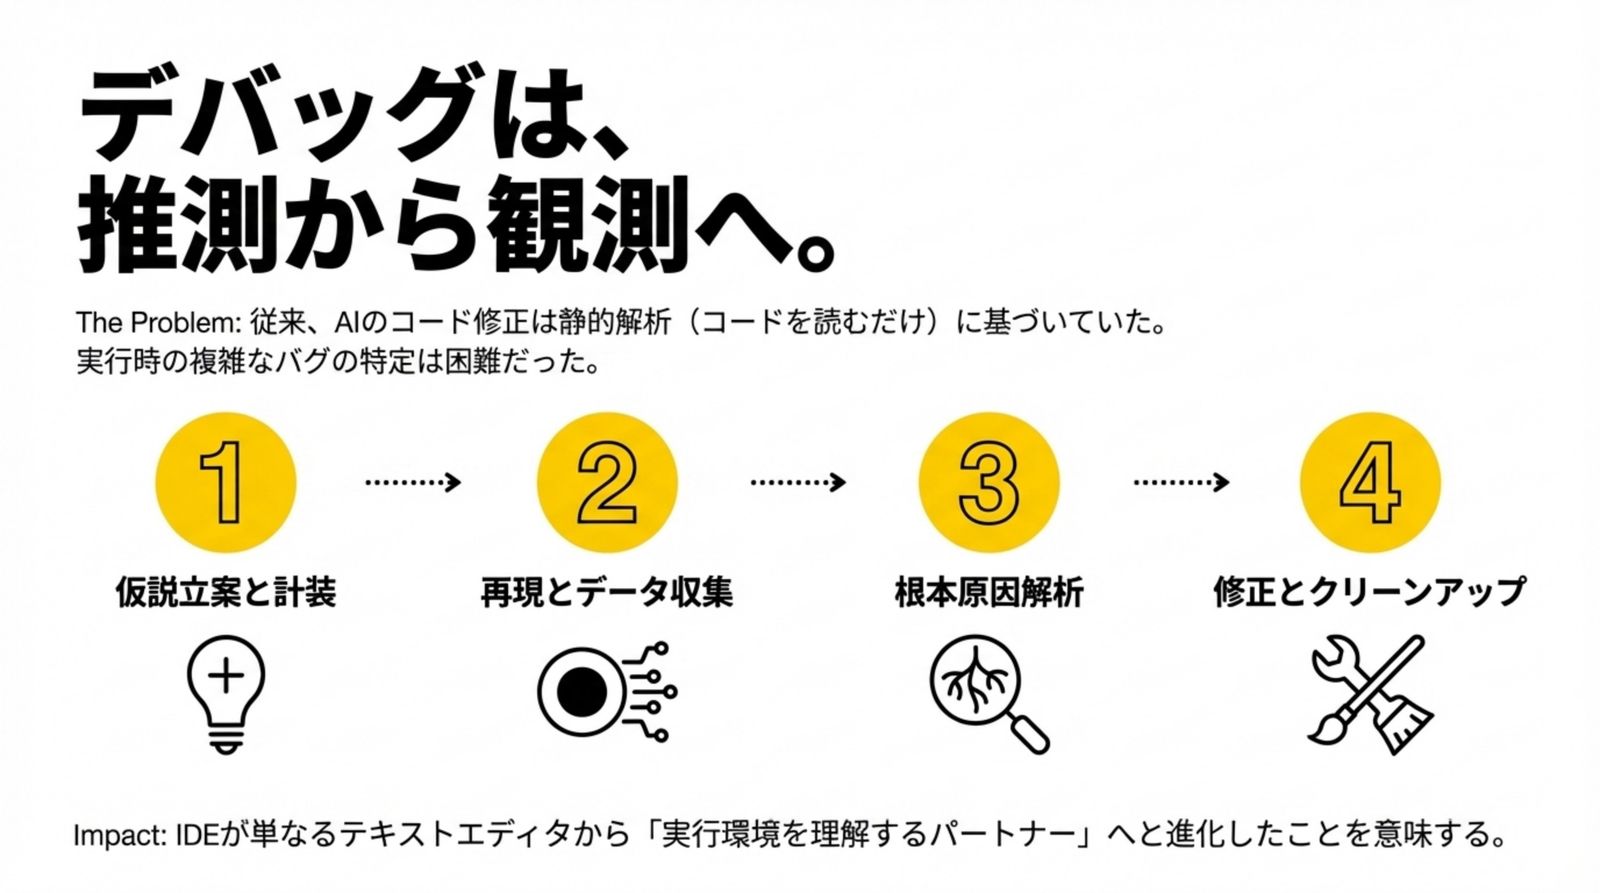 デバッグは、
推測から観測へ。
The Problem: 従来、AIのコード修正は静的解析（コードを読むだけ）に基づいていた。
実行時の複雑なバグの特定は困難だった。
1
2
3
4
仮説立案と計装
再現とデータ収集
根本原因解析
修正とクリーンアップ
Impact: IDEが単なるテキストエディタから「実行環境を理解するパートナー」へと進化したことを意味する。